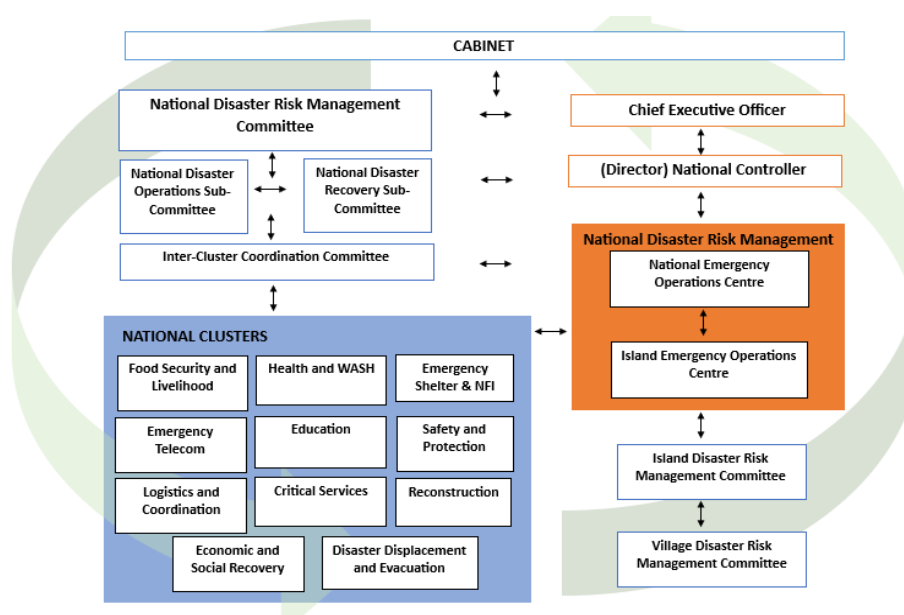 CABINET
National Disaster Risk Management
Committee
National Disaster
Operations Sub-
Committee
National Disaster
Recovery Sub-
Committee
Inter-Cluster Coordination Committee
NATIONAL CLUSTERS
Food Security and
Livelihood
Health and WASH
Emergency
Shelter & NFI
Emergency
Telecom
Education
Safety and
Protection
Logistics and
Coordination
Critical Services
Reconstruction
Economic and
Social Recovery
Disaster Displacement
and Evacuation
Chief Executive Officer
(Director) National Controller
National Disaster Risk Management
National Emergency
Operations Centre
Island Emergency Operations
Centre
Island Disaster Risk
Management Committee
Village Disaster Risk
Management Committee